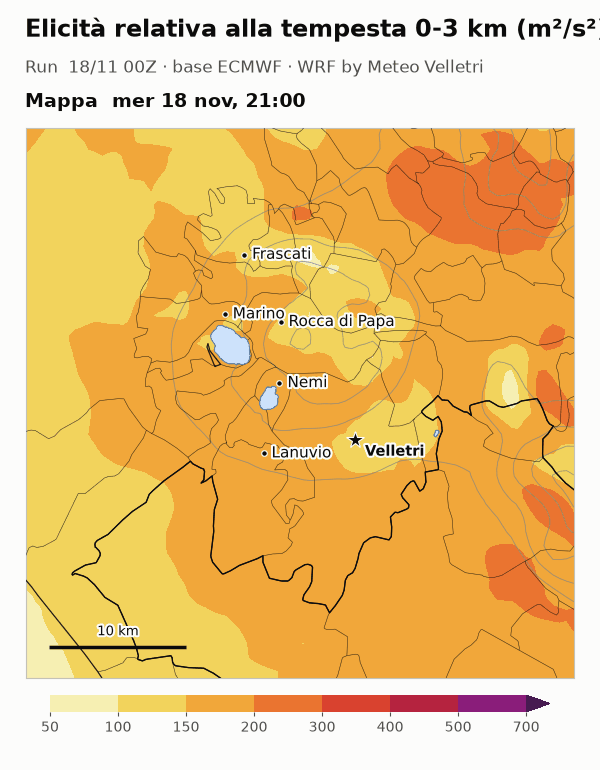 Elicità relativa alla tempesta 0-3 km (m²/s²)
Run 18/11 00Z · base ECMWF · WRF by Meteo Velletri
Mappa mer 18 nov, 21:00
Frascati
Marino
Rocca di Papa
Nemi
Velletri
Lanuvio
10 km
50 100 150 200 300 400 500 700